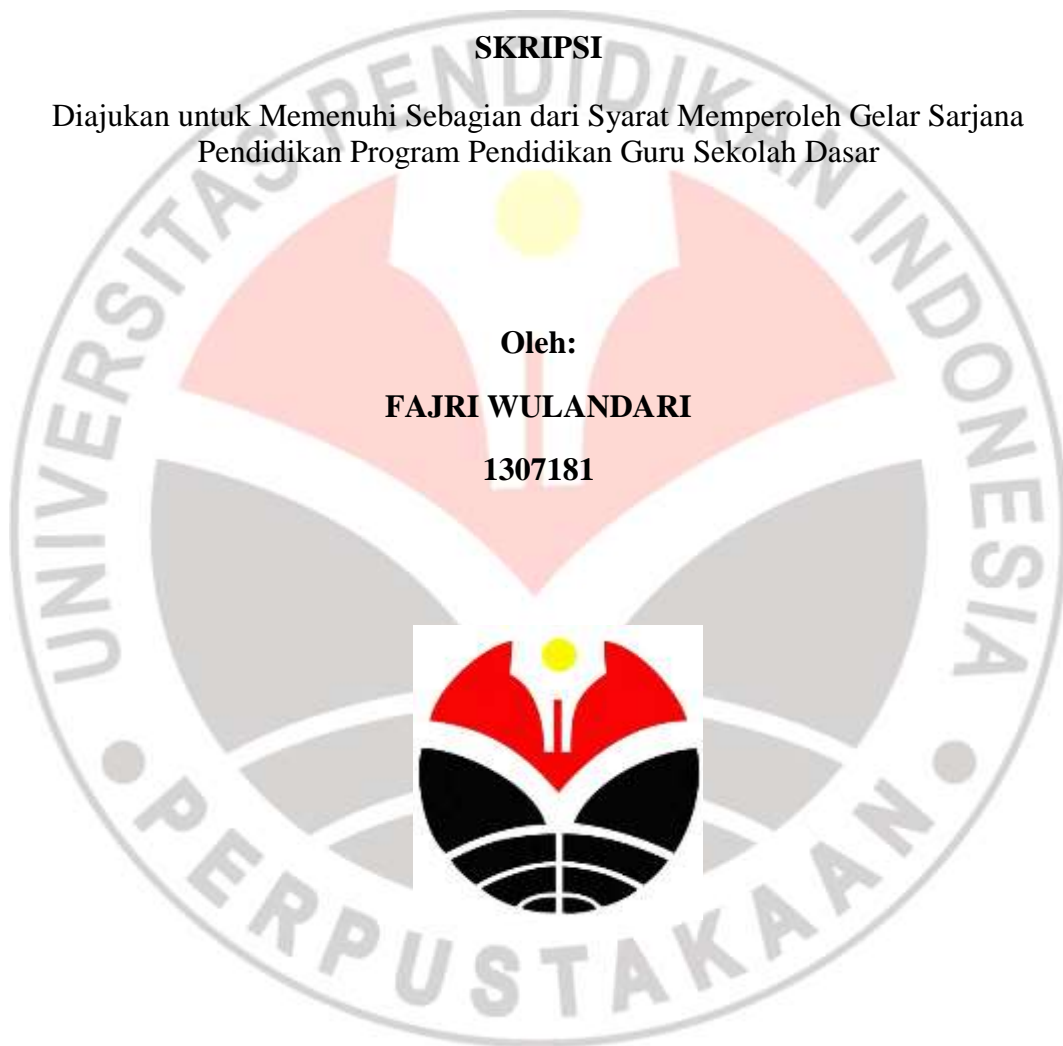 SKRIPSI
Diajukan untuk Memenuhi Sebagian dari Syarat Memperoleh Gelar Sarjana
Pendidikan Program Pendidikan Guru Sekolah Dasar
Oleh:
FAJRI WULANDARI
1307181
UNIVERSITAS PENDIDIKAN INDONESIA
PERPUSTAKAAN